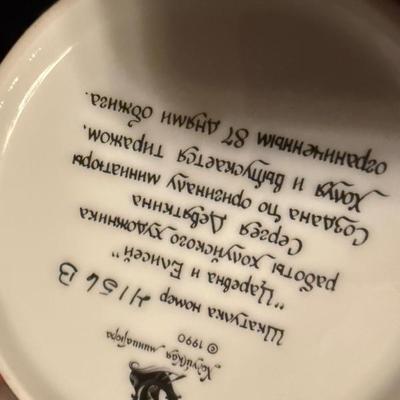 Холуйская миниатюра
© 1990
Шкатулка номер 4156 В
"Царевна и Елисей"
работы холуйского художника
Сергея Девяткина
Создана по оригиналу миниатюры
Холуя и выпускается тиражом,
ограниченным 87 днями обжига.